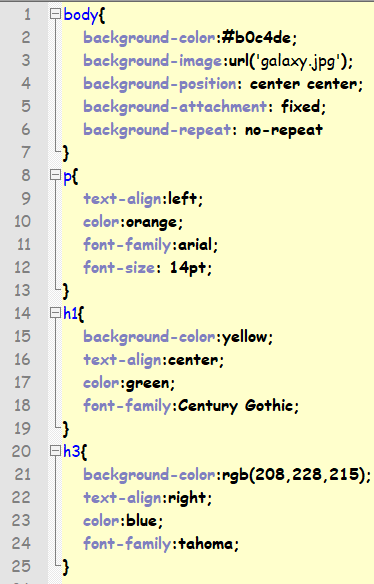 1 body{
2 background-color:#b0c4de;
3 background-image:url('galaxy.jpg');
4 background-position: center center;
5 background-attachment: fixed;
6 background-repeat: no-repeat
7 }
8 p{
9 text-align:left;
10 color:orange;
11 font-family:arial;
12 font-size: 14pt;
13 }
14 h1{
15 background-color:yellow;
16 text-align:center;
17 color:green;
18 font-family:Century Gothic;
19 }
20 h3{
21 background-color:rgb(208,228,215);
22 text-align:right;
23 color:blue;
24 font-family:tahoma;
25 }